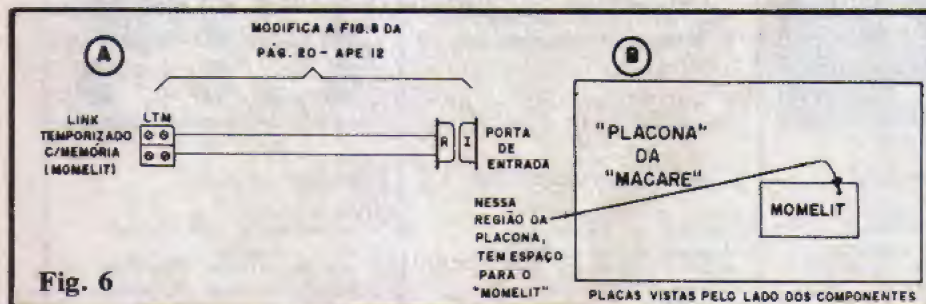 MODIFICA A FIG. 8 DA
PÁG. 20 - APE 12
A
LINK
TEMPORIZADO
C/MEMÓRIA
(MOMELIT)
LTM
R
I
PORTA
DE
ENTRADA
B
"PLACONA"
DA
"MACARE"
MOMELIT
NESSA
REGIÃO DA
PLACONA,
TEM ESPAÇO
PARA O
"MOMELIT"
PLACAS VISTAS PELO LADO DOS COMPONENTES
Fig. 6